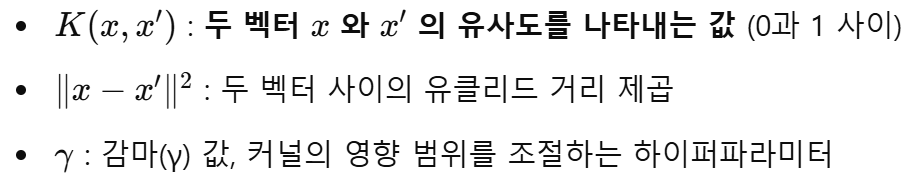 • K(x, x′) : 두 벡터 x 와 x′ 의 유사도를 나타내는 값 (0과 1 사이)
• ‖x − x′‖² : 두 벡터 사이의 유클리드 거리 제곱
• γ : 감마(γ) 값, 커널의 영향 범위를 조절하는 하이퍼파라미터